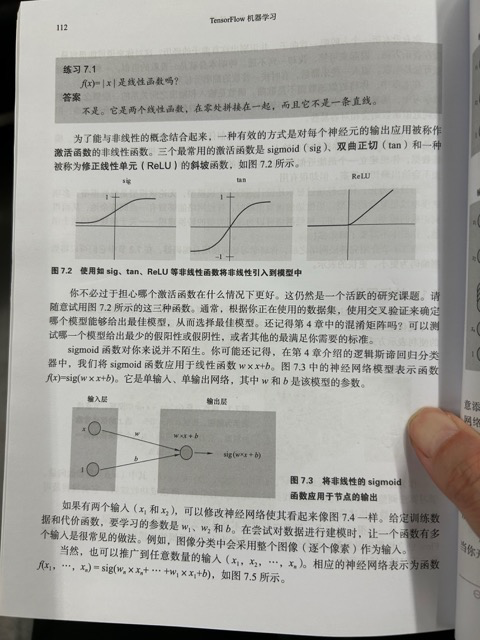 112
TensorFlow 机器学习
练习 7.1
f(x)=| x | 是线性函数吗?
答案
不是。它是两个线性函数，在零处拼接在一起，而且它不是一条直线。
为了能与非线性的概念结合起来，一种有效的方式是对每个神经元的输出应用被称作
激活函数的非线性函数。三个最常用的激活函数是 sigmoid（sig）、双曲正切（tan）和一种
被称为修正线性单元（ReLU）的斜坡函数，如图 7.2 所示。
sig tan ReLU
1 1
−1
图 7.2 使用如 sig、tan、ReLU 等非线性函数将非线性引入到模型中
你不必过于担心哪个激活函数在什么情况下更好。这仍然是一个活跃的研究课题。请
随意试用图 7.2 所示的这三种函数。通常，根据你正在使用的数据集，使用交叉验证来确定
哪个模型能够给出最佳模型，从而选择最佳模型。还记得第 4 章中的混淆矩阵吗？可以测
试哪一个模型给出最少的假阳性或假阴性，或者其他的最满足你需要的标准。
sigmoid 函数对你来说并不陌生。你可能还记得，在第 4 章介绍的逻辑斯谛回归分类
器中，我们将 sigmoid 函数应用于线性函数 w×x+b。图 7.3 中的神经网络模型表示函数
f(x)=sig(w×x+b)。它是单输入、单输出网络，其中 w 和 b 是该模型的参数。
输入层 输出层
x w w×x+b
sig(w×x+b)
1 b
图 7.3 将非线性的 sigmoid
函数应用于节点的输出
如果有两个输入（x₁ 和 x₂），可以修改神经网络使其看起来像图 7.4 一样。给定训练数
据和代价函数，要学习的参数是 w₁、w₂ 和 b。在尝试对数据进行建模时，让一个函数有多
个输入是很常见的做法。例如，图像分类中会采用整个图像（逐个像素）作为输入。
当然，也可以推广到任意数量的输入（x₁，x₂，…，xₙ）。相应的神经网络表示为函数
f(x₁，…，xₙ) = sig(wₙ×xₙ+ … +w₁×x₁+b)，如图 7.5 所示。
意
网络